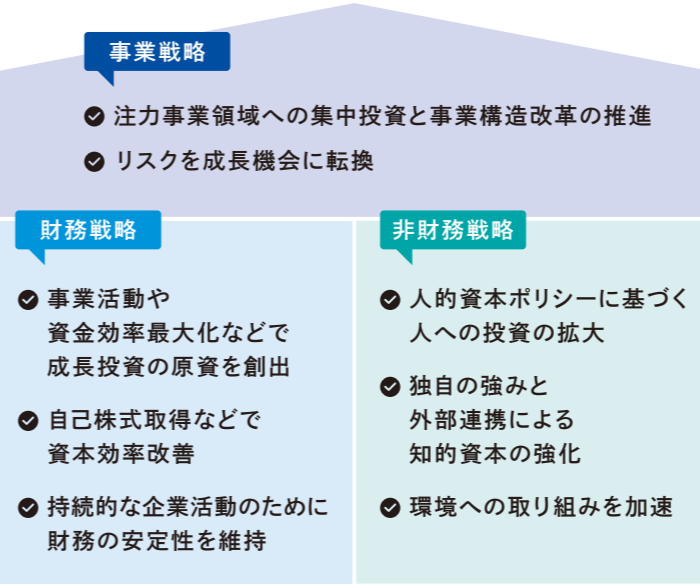 事業戦略
注力事業領域への集中投資と事業構造改革の推進
リスクを成長機会に転換
財務戦略
事業活動や
資金効率最大化などで
成長投資の原資を創出
自己株式取得などで
資本効率改善
持続的な企業活動のために
財務の安定性を維持
非財務戦略
人的資本ポリシーに基づく
人への投資の拡大
独自の強みと
外部連携による
知的資本の強化
環境への取り組みを加速